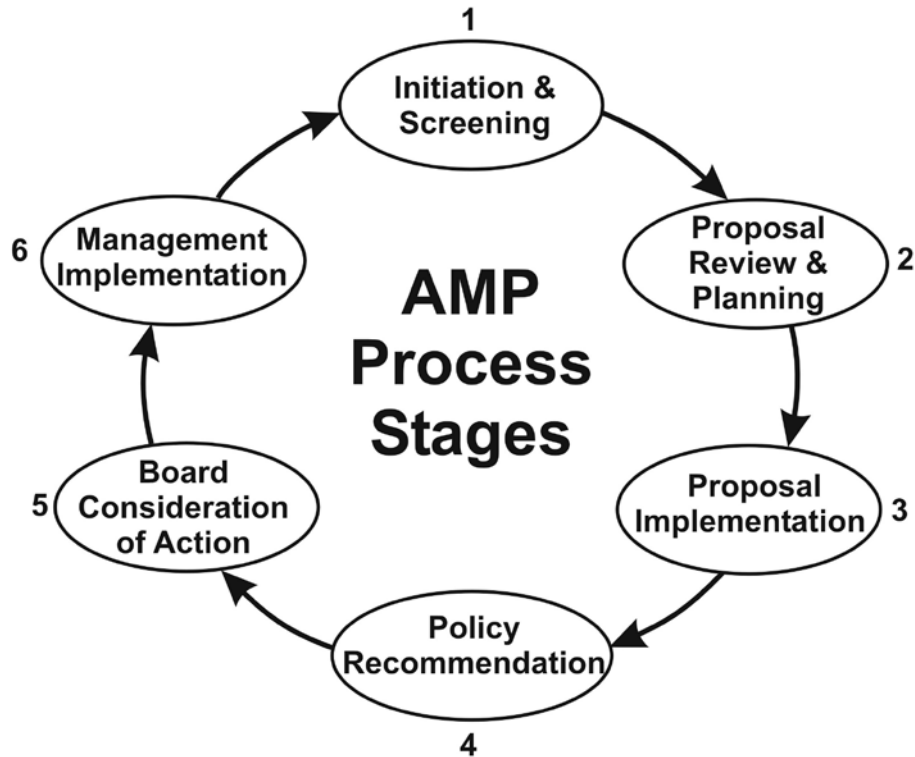 1
Initiation &
Screening
Proposal
Review &
Planning
2
Proposal
Implementation
3
Policy
Recommendation
4
Board
Consideration
of Action
5
Management
Implementation
6
AMP
Process
Stages